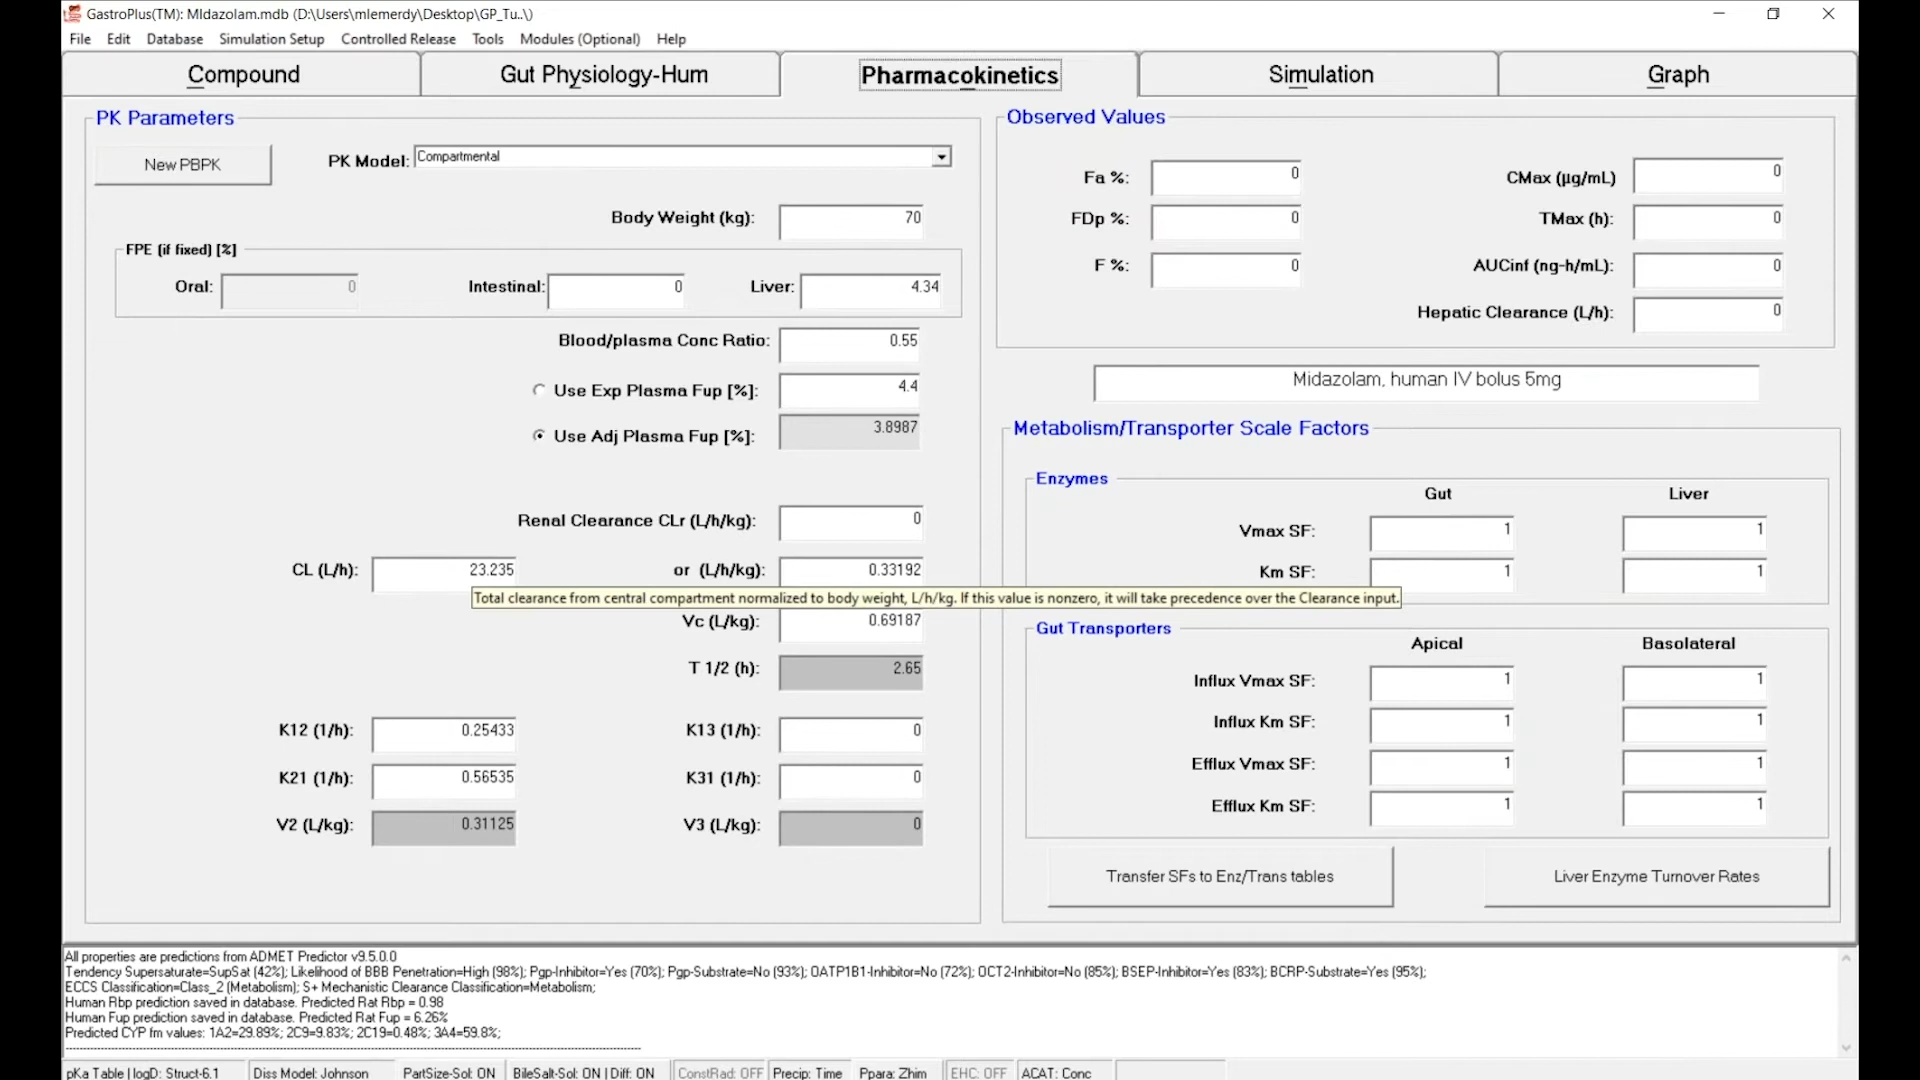 GastroPlus(TM): MIdazolam.mdb (D:\Users\mlemerdy\Desktop\GP_Tu..\)
File Edit Database Simulation Setup Controlled Release Tools Modules (Optional) Help
Compound Gut Physiology-Hum Pharmacokinetics Simulation Graph
PK Parameters
New PBPK
PK Model: Compartmental
Body Weight (kg): 70
FPE (if fixed) [%]
Oral: 0 Intestinal: 0 Liver: 4.34
Blood/plasma Conc Ratio: 0.55
Use Exp Plasma Fup [%]: 4.4
Use Adj Plasma Fup [%]: 3.8987
Renal Clearance CLr (L/h/kg): 0
CL (L/h): 23.235 or (L/h/kg): 0.33192
Total clearance from central compartment normalized to body weight, L/h/kg. If this value is nonzero, it will take precedence over the Clearance input.
Vc (L/kg): 0.69187
T 1/2 (h): 2.65
K12 (1/h): 0.25433 K13 (1/h): 0
K21 (1/h): 0.56535 K31 (1/h): 0
V2 (L/kg): 0.31125 V3 (L/kg): 0
Observed Values
Fa %: 0 CMax (µg/mL) 0
FDp %: 0 TMax (h): 0
F %: 0 AUCinf (ng-h/mL): 0
Hepatic Clearance (L/h): 0
Midazolam, human IV bolus 5mg
Metabolism/Transporter Scale Factors
Enzymes
Gut Liver
Vmax SF: 1 1
Km SF: 1 1
Gut Transporters
Apical Basolateral
Influx Vmax SF: 1 1
Influx Km SF: 1 1
Efflux Vmax SF: 1 1
Efflux Km SF: 1 1
Transfer SFs to Enz/Trans tables Liver Enzyme Turnover Rates
All properties are predictions from ADMET Predictor v9.5.0.0
Tendency Supersaturate=SupSat (42%); Likelihood of BBB Penetration=High (98%); Pgp-Inhibitor=Yes (70%); Pgp-Substrate=No (93%); OATP1B1-Inhibitor=No (72%); OCT2-Inhibitor=No (85%); BSEP-Inhibitor=Yes (83%); BCRP-Substrate=Yes (95%);
ECCS Classification=Class_2 (Metabolism); S+ Mechanistic Clearance Classification=Metabolism;
Human Rbp prediction saved in database. Predicted Rat Rbp = 0.98
Human Fup prediction saved in database. Predicted Rat Fup = 6.26%
Predicted CYP fm values: 1A2=29.89%; 2C9=9.83%; 2C19=0.48%; 3A4=59.8%;
pKa Table | logD: Struct-6.1 Diss Model: Johnson PartSize-Sol: ON BileSalt-Sol: ON | Diff: ON ConstRad: OFF Precip: Time Ppara: Zhim EHC: OFF ACAT: Conc